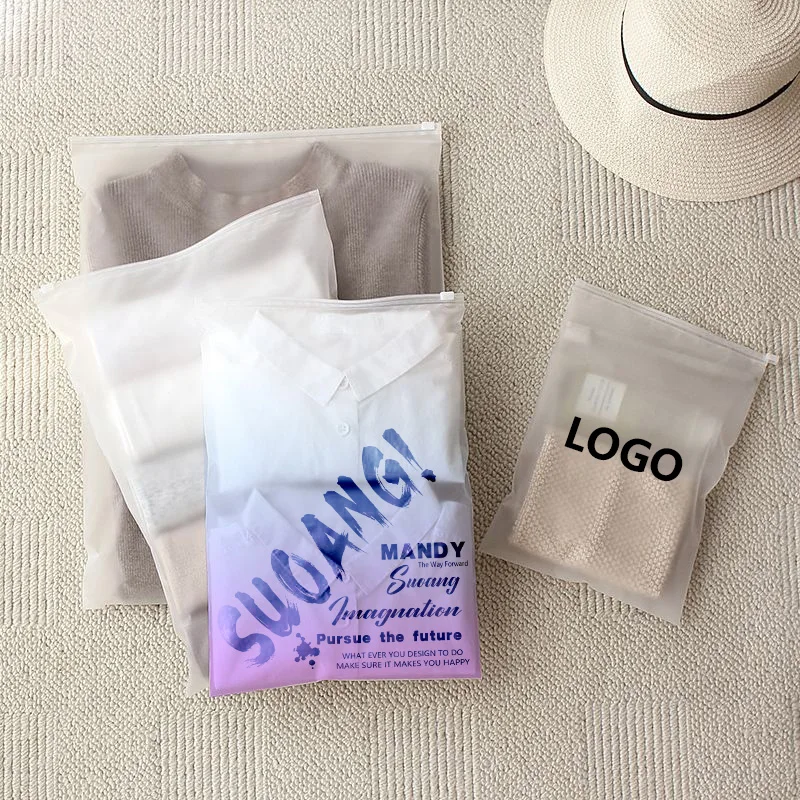 SUOANG!
MANDY
The Way Forward
Suoang
Imagnation
Pursue the future
WHAT EVER YOU DESIGN TO DO
MAKE SURE IT MAKES YOU HAPPY
LOGO